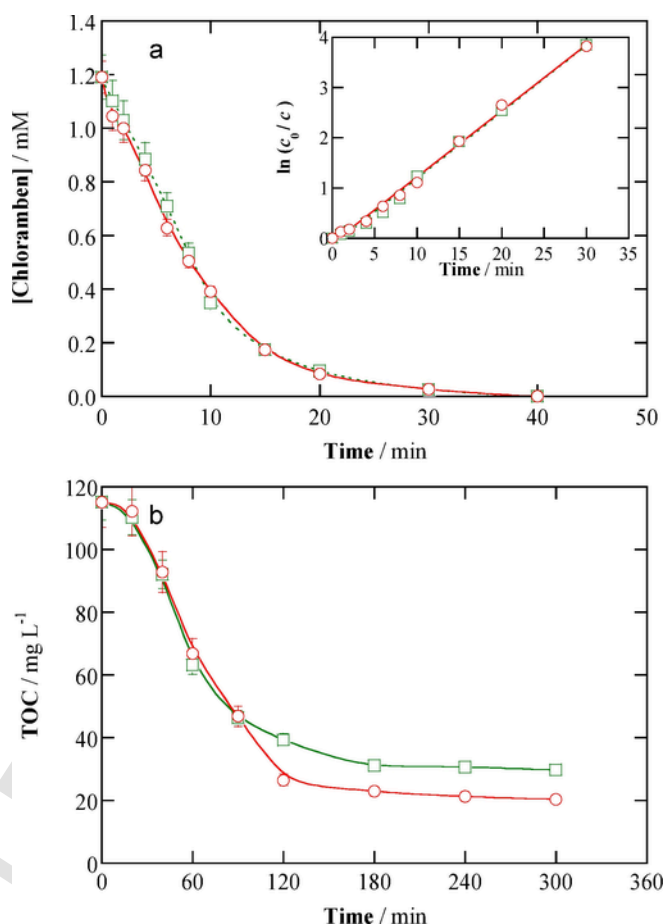 a
[Chloramben] / mM
1.4
1.2
1.0
0.8
0.6
0.4
0.2
0.0
0 10 20 30 40 50
Time / min
ln (c0 / c)
4
3
2
1
0
0 5 10 15 20 25 30 35
Time / min
b
TOC / mg L-1
120
100
80
60
40
20
0
0 60 120 180 240 300 360
Time / min